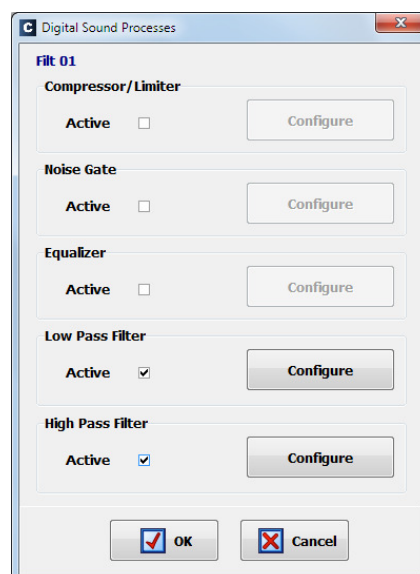 C Digital Sound Processes
Filt 01
Compressor/Limiter
Active Configure
Noise Gate
Active Configure
Equalizer
Active Configure
Low Pass Filter
Active Configure
High Pass Filter
Active Configure
OK Cancel